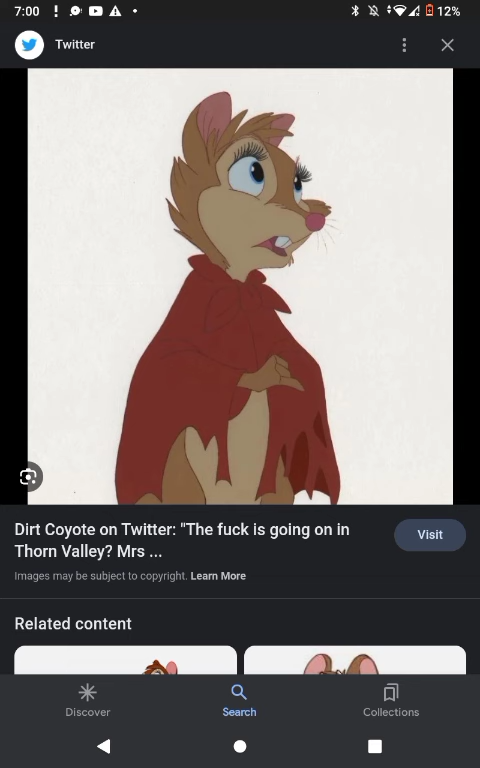 7:00
12%
Twitter
Dirt Coyote on Twitter: "The fuck is going on in
Thorn Valley? Mrs ...
Visit
Images may be subject to copyright. Learn More
Related content
Discover
Search
Collections